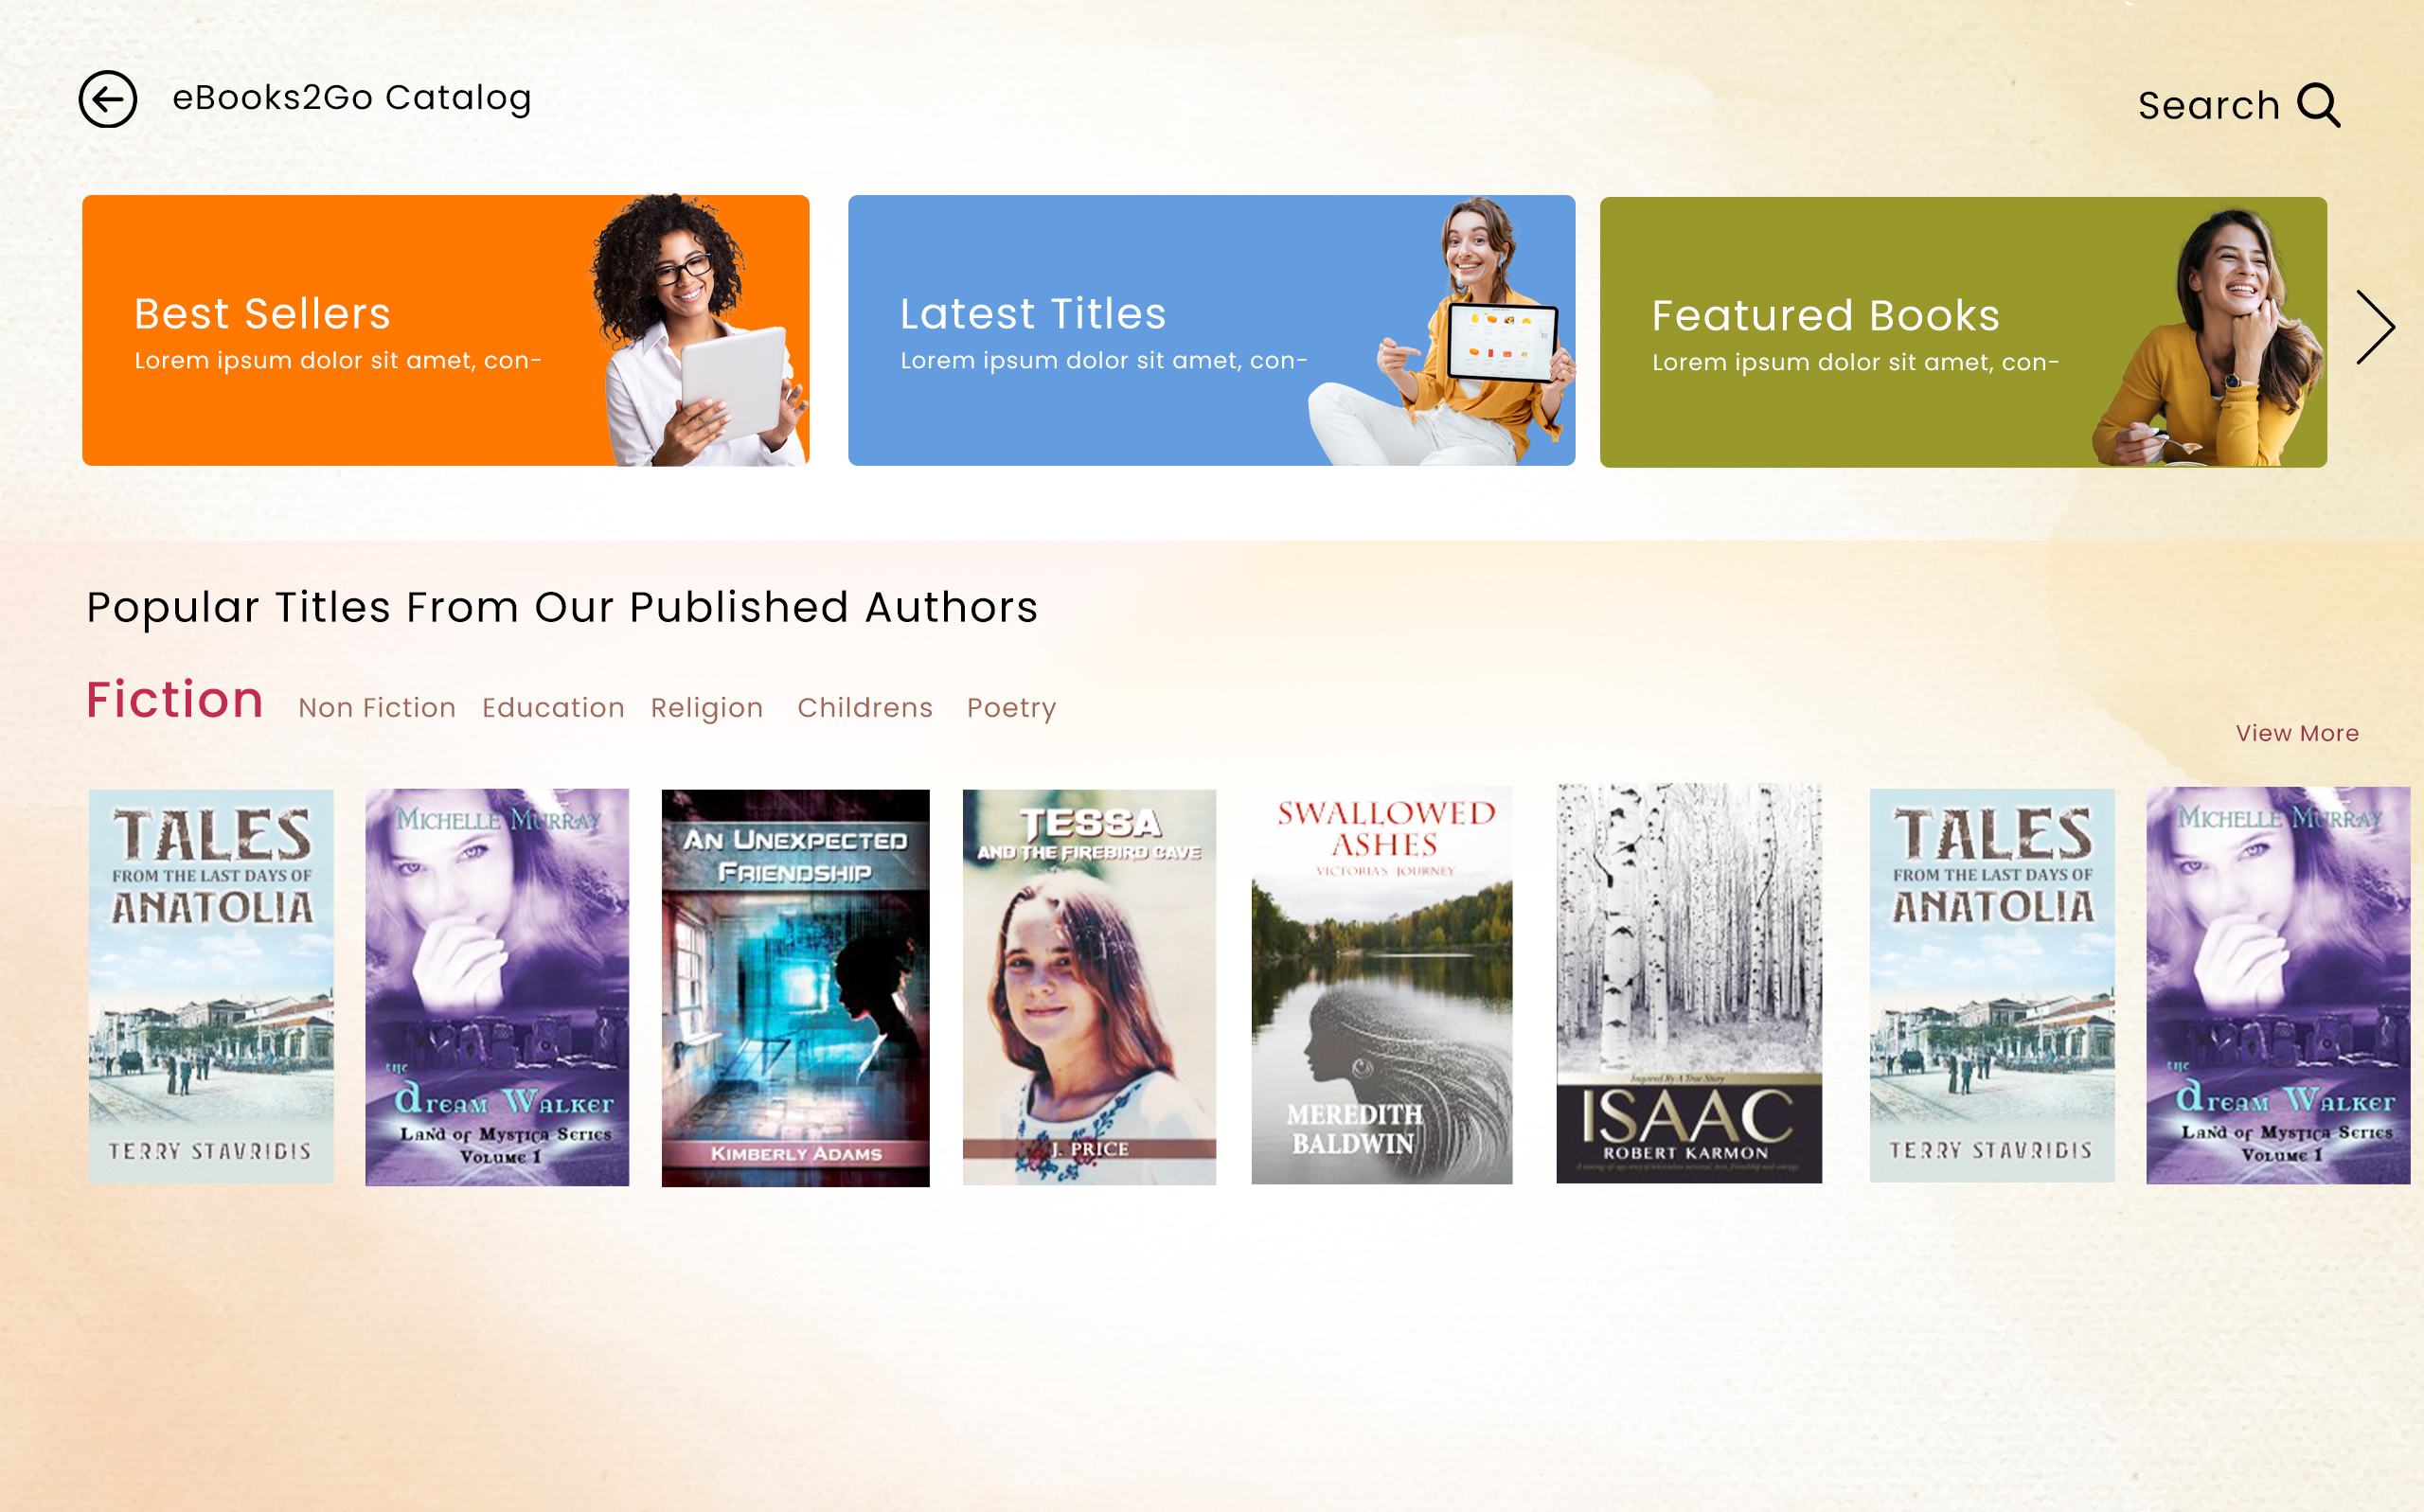 eBooks2Go Catalog
Search
Best Sellers
Lorem ipsum dolor sit amet, con-
Latest Titles
Lorem ipsum dolor sit amet, con-
Featured Books
Lorem ipsum dolor sit amet, con-
Popular Titles From Our Published Authors
Fiction Non Fiction Education Religion Childrens Poetry
View More
TALES
FROM THE LAST DAYS OF
ANATOLIA
TERRY STAVRIDIS
MICHELLE MURRAY
the
Dream Walker
Land of Mystica Series
Volume 1
AN UNEXPECTED
FRIENDSHIP
KIMBERLY ADAMS
TESSA
AND THE FIREBIRD CAVE
J. PRICE
SWALLOWED
ASHES
VICTORIA'S JOURNEY
MEREDITH
BALDWIN
Inspired By A True Story
ISAAC
ROBERT KARMON
TALES
FROM THE LAST DAYS OF
ANATOLIA
TERRY STAVRIDIS
MICHELLE MURRAY
the
Dream Walker
Land of Mystica Series
Volume 1